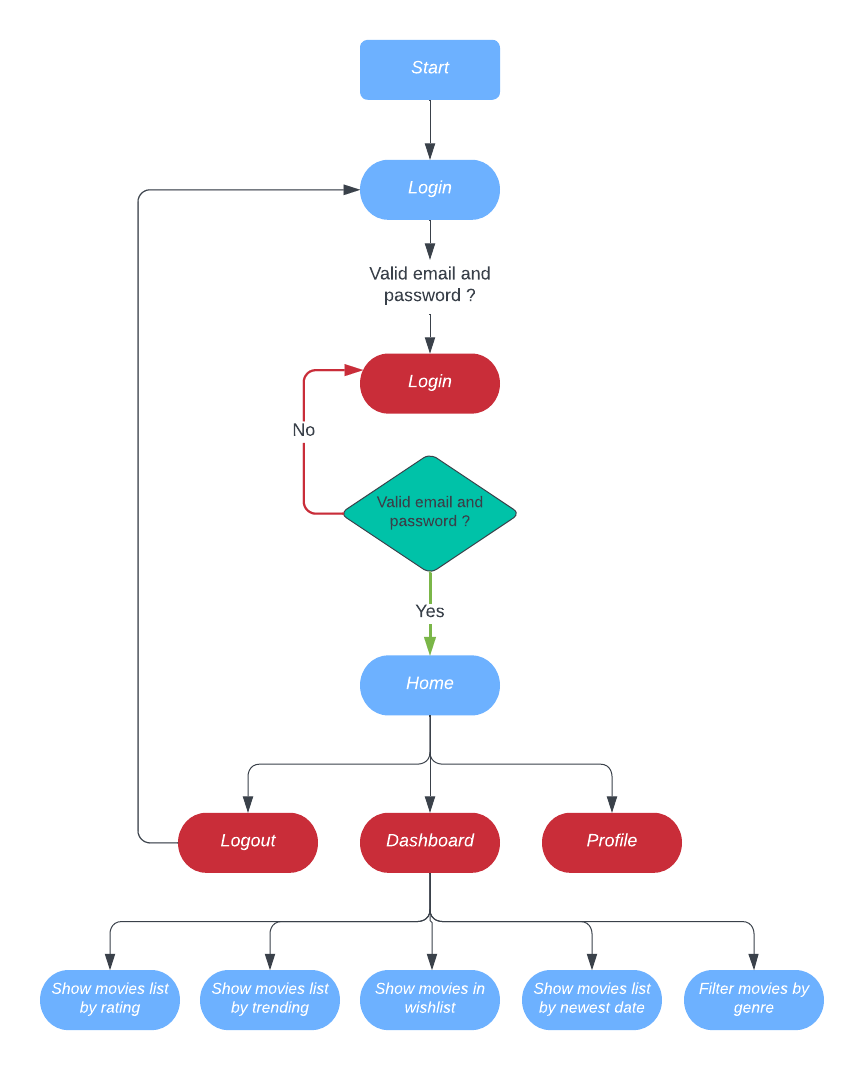 Start
Login
Valid email and
password ?
Login
No
Valid email and
password ?
Yes
Home
Logout
Dashboard
Profile
Show movies list
by rating
Show movies list
by trending
Show movies in
wishlist
Show movies list
by newest date
Filter movies by
genre